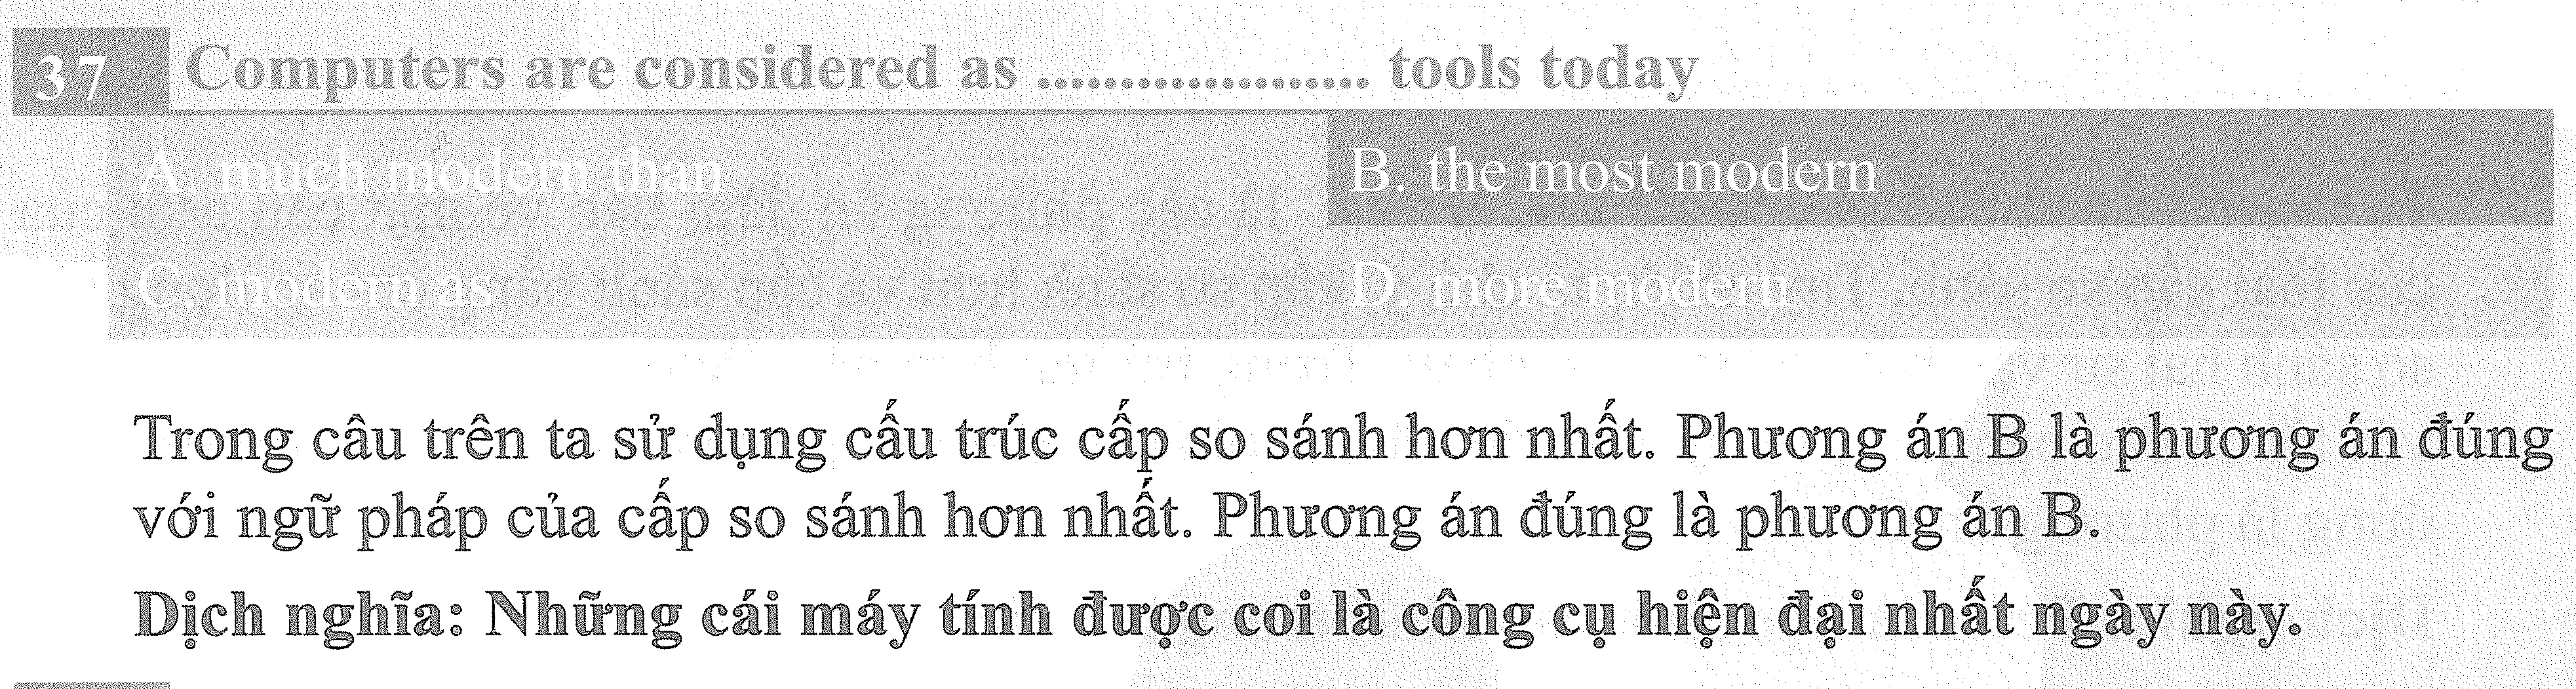 37 Computers are considered as .................... tools today
A. much modern than B. the most modern
C. modern as D. more modern
Trong câu trên ta sử dụng cấu trúc cấp so sánh hơn nhất. Phương án B là phương án đúng
với ngữ pháp của cấp so sánh hơn nhất. Phương án đúng là phương án B.
Dịch nghĩa: Những cái máy tính được coi là công cụ hiện đại nhất ngày này.